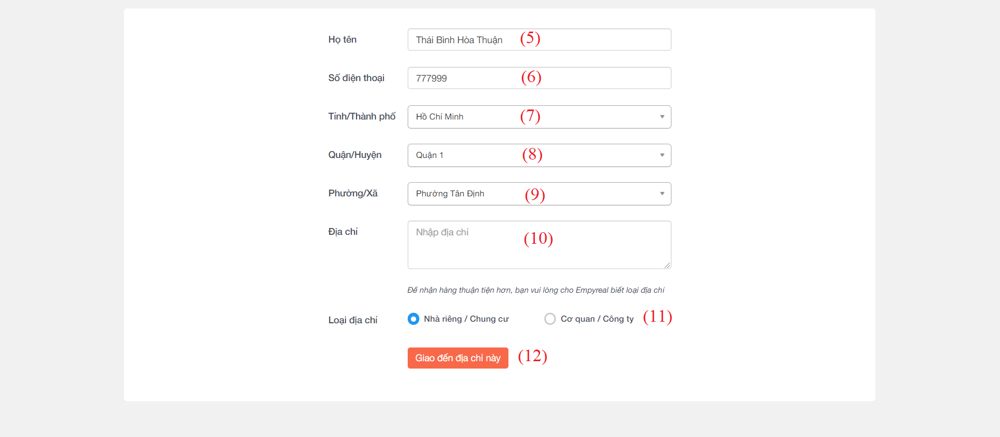 Họ tên Thái Bình Hòa Thuận (5)
Số điện thoại 777999 (6)
Tỉnh/Thành phố Hồ Chí Minh (7)
Quận/Huyện Quận 1 (8)
Phường/Xã Phường Tân Định (9)
Địa chỉ Nhập địa chỉ (10)
Để nhận hàng thuận tiện hơn, bạn vui lòng cho Empyreal biết loại địa chỉ
Loại địa chỉ Nhà riêng / Chung cư Cơ quan / Công ty (11)
Giao đến địa chỉ này (12)